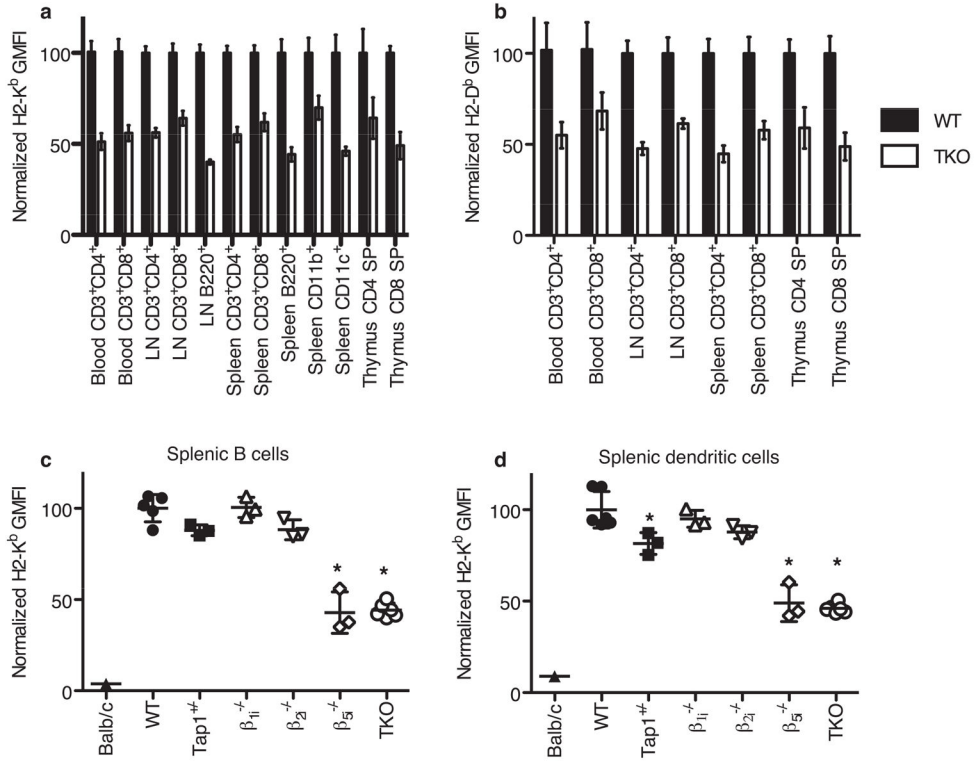 a
Normalized H2-Kᵇ GMFI
100
50
0
Blood CD3⁺CD4⁺
Blood CD3⁺CD8⁺
LN CD3⁺CD4⁺
LN CD3⁺CD8⁺
LN B220⁺
Spleen CD3⁺CD4⁺
Spleen CD3⁺CD8⁺
Spleen B220⁺
Spleen CD11b⁺
Spleen CD11c⁺
Thymus CD4 SP
Thymus CD8 SP
b
Normalized H2-Dᵇ GMFI
100
50
0
Blood CD3⁺CD4⁺
Blood CD3⁺CD8⁺
LN CD3⁺CD4⁺
LN CD3⁺CD8⁺
Spleen CD3⁺CD4⁺
Spleen CD3⁺CD8⁺
Thymus CD4 SP
Thymus CD8 SP
WT
TKO
c
Splenic B cells
Normalized H2-Kᵇ GMFI
100
50
0
* *
Balb/c
WT
Tap1⁺/⁻
β1i⁻/⁻
β2i⁻/⁻
β5i⁻/⁻
TKO
d
Splenic dendritic cells
Normalized H2-Kᵇ GMFI
100
50
0
* * *
Balb/c
WT
Tap1⁺/⁻
β1i⁻/⁻
β2i⁻/⁻
β5i⁻/⁻
TKO